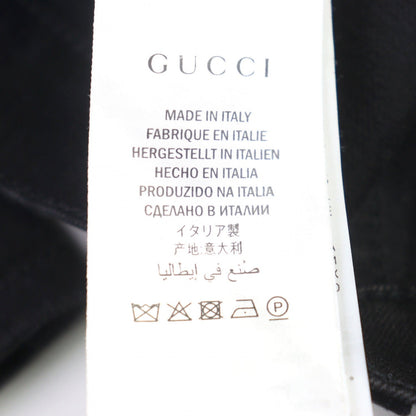 GUCCI
MADE IN ITALY
FABRIQUE EN ITALIE
HERGESTELLT IN ITALIEN
HECHO EN ITALIA
PRODUZIDO NA ITALIA
СДЕЛАНО В ИТАЛИИ
イタリア製
产地:意大利
صنع في إيطاليا
P